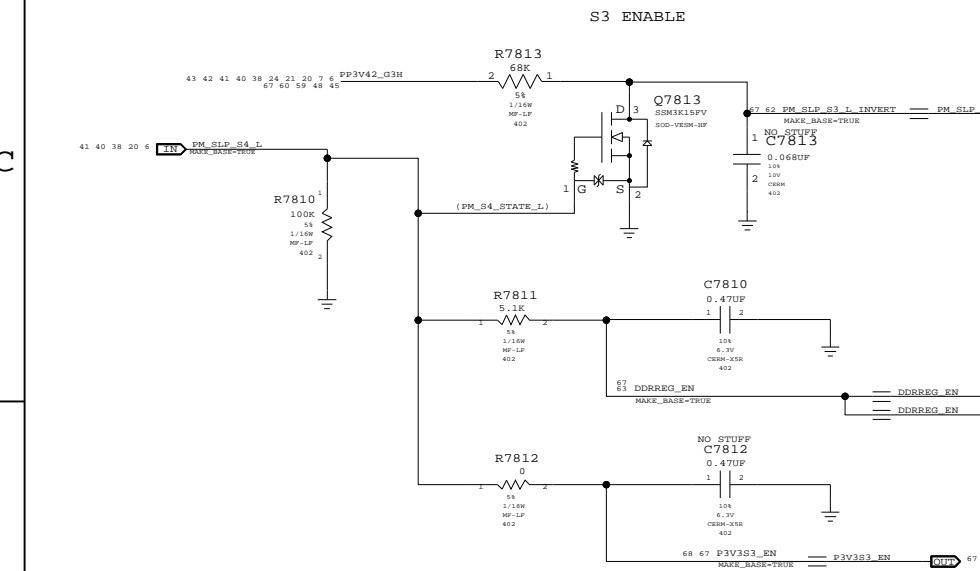 S3 ENABLE
R7813
68K
43 42 41 40 38 24 21 20 7 6
67 60 59 48 45
PP3V42_G3H
2
1
5%
1/16W
MF-LF
402
D 3
Q7813
SSM3K15FV
SOD-VESM-HF
67 62 PM_SLP_S3_L_INVERT
PM_SLP_
MAKE_BASE=TRUE
NO STUFF
1
C7813
0.068UF
10%
10V
CERM
402
2
C
41 40 38 20 6
IN
PM_SLP_S4_L
MAKE_BASE=TRUE
1 G
S
2
R7810
1
100K
5%
1/16W
MF-LF
402
2
(PM_S4_STATE_L)
R7811
5.1K
1
2
5%
1/16W
MF-LF
402
C7810
0.47UF
1
2
10%
6.3V
CERM-X5R
402
67
63
DDRREG_EN
MAKE_BASE=TRUE
DDRREG_EN
DDRREG_EN
R7812
0
1
2
5%
1/16W
MF-LF
402
NO STUFF
C7812
0.47UF
1
2
10%
6.3V
CERM-X5R
402
68 67 P3V3S3_EN
MAKE_BASE=TRUE
P3V3S3_EN
OUT
67